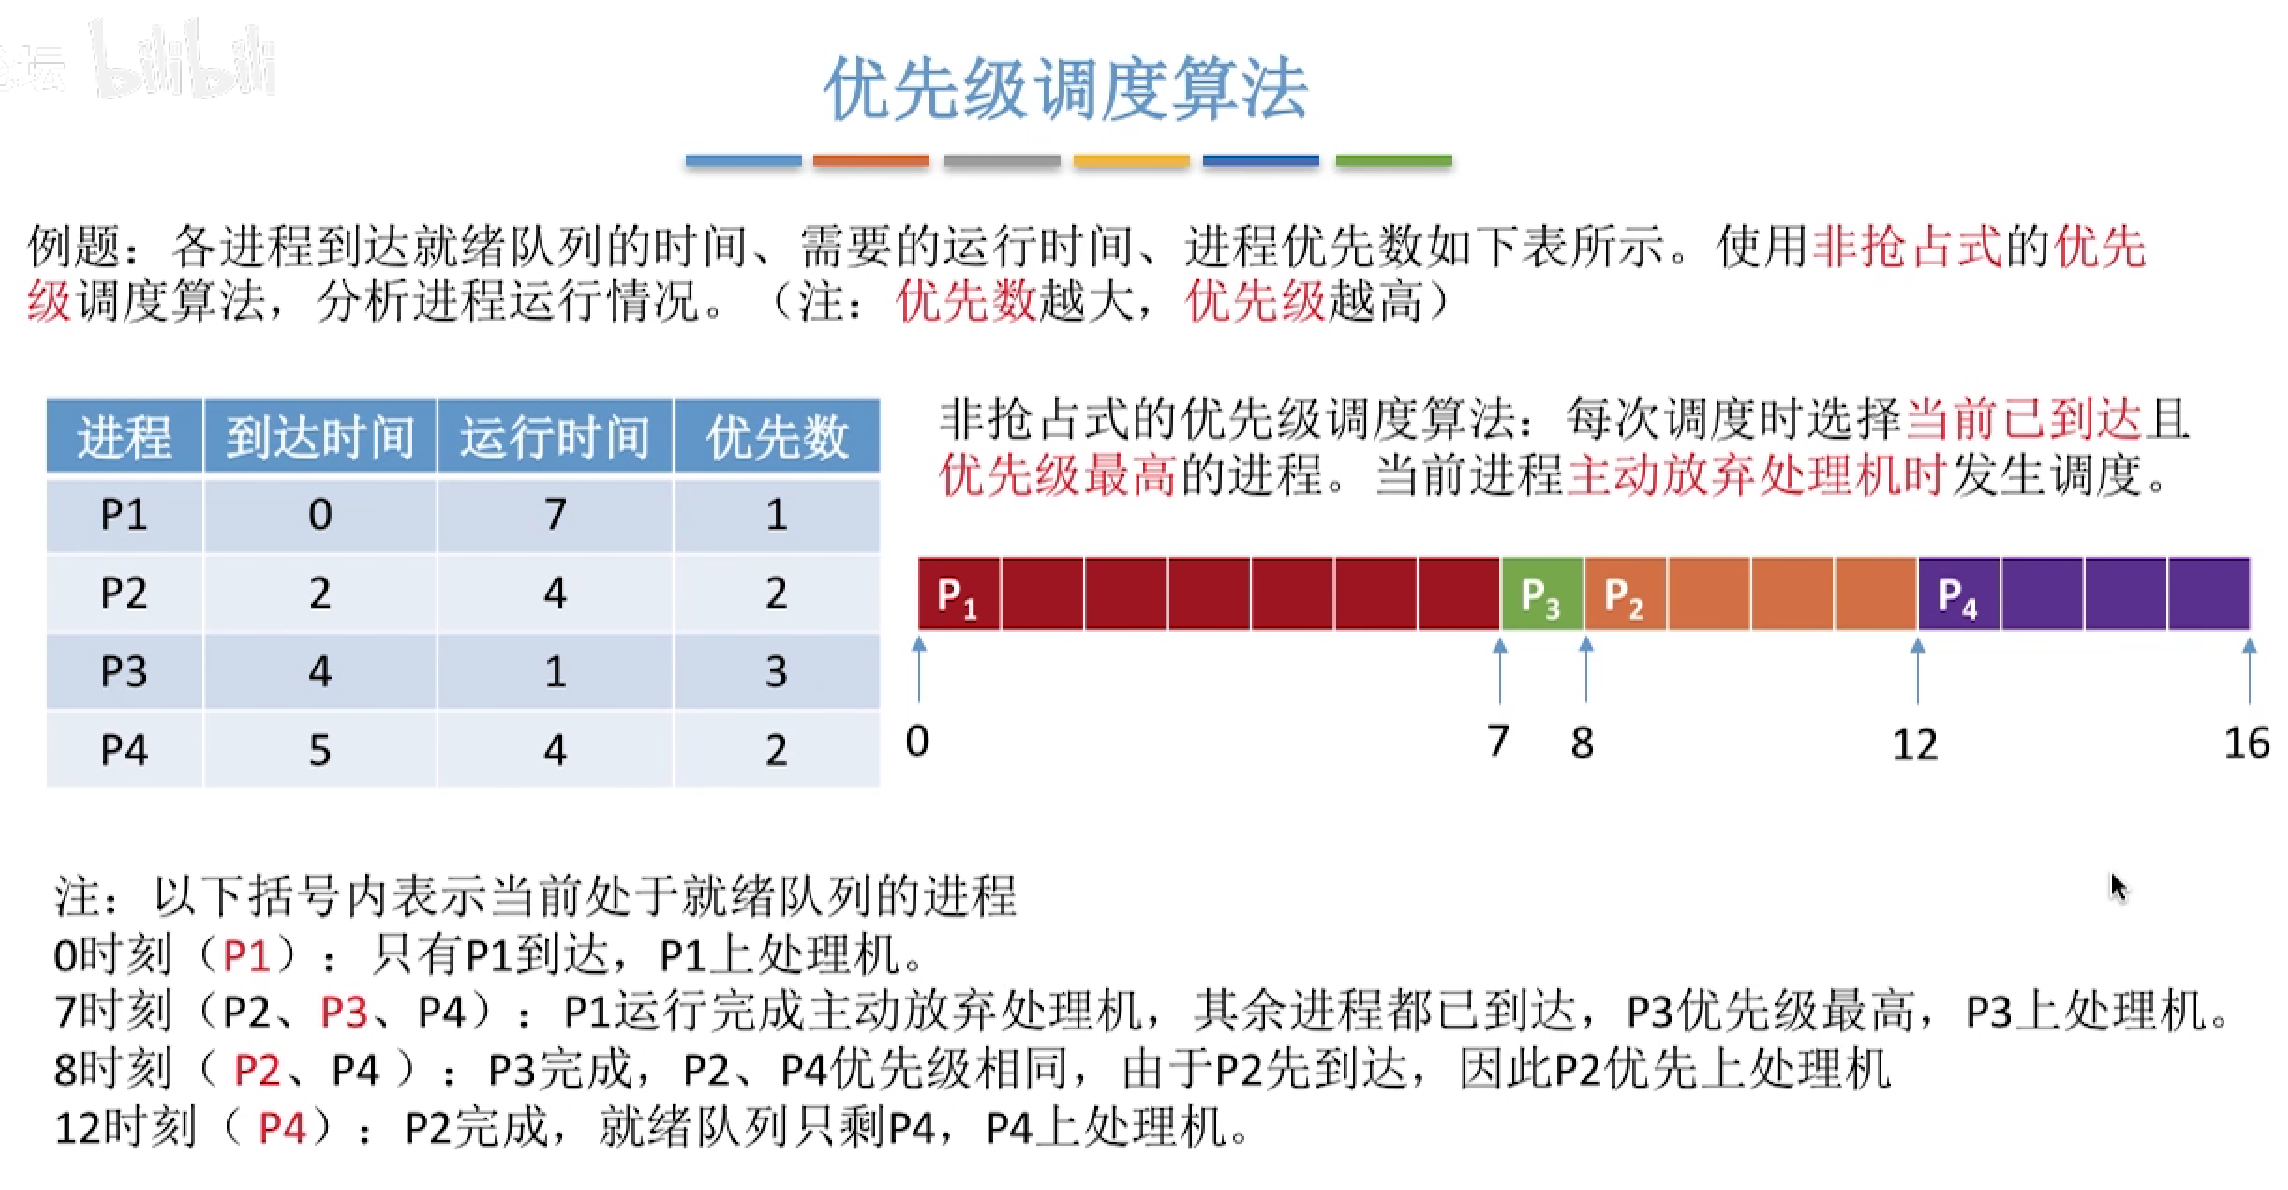 坛 bilibili
优先级调度算法
例题：各进程到达就绪队列的时间、需要的运行时间、进程优先数如下表所示。使用非抢占式的优先
级调度算法，分析进程运行情况。（注：优先数越大，优先级越高）
进程 到达时间 运行时间 优先数
P1 0 7 1
P2 2 4 2
P3 4 1 3
P4 5 4 2
非抢占式的优先级调度算法：每次调度时选择当前已到达且
优先级最高的进程。当前进程主动放弃处理机时发生调度。
P1 P3 P2 P4
0 7 8 12 16
注：以下括号内表示当前处于就绪队列的进程
0时刻（P1）：只有P1到达，P1上处理机。
7时刻（P2、P3、P4）：P1运行完成主动放弃处理机，其余进程都已到达，P3优先级最高，P3上处理机。
8时刻（P2、P4）：P3完成，P2、P4优先级相同，由于P2先到达，因此P2优先上处理机
12时刻（P4）：P2完成，就绪队列只剩P4，P4上处理机。